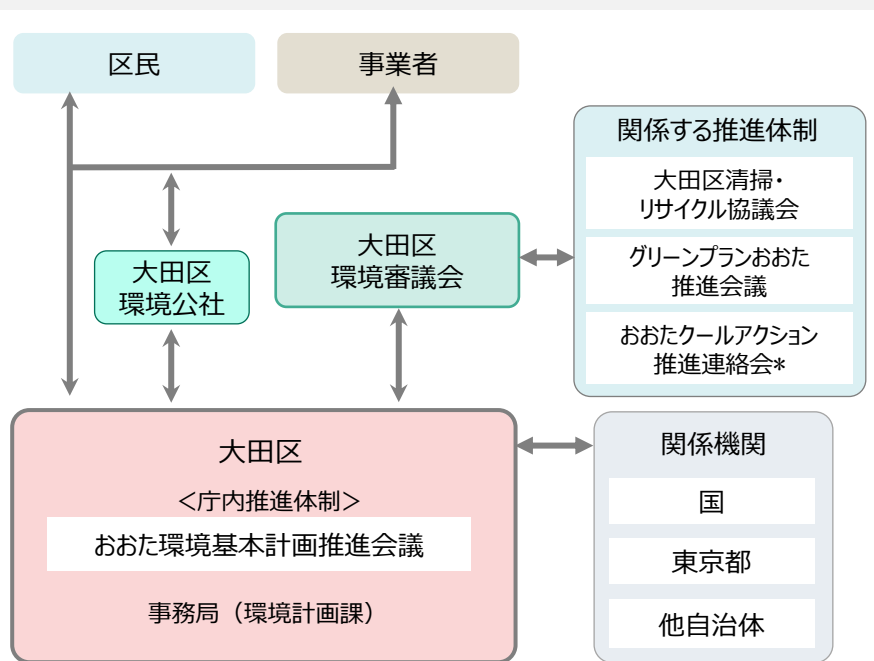 区民
事業者
関係する推進体制
大田区清掃・
リサイクル協議会
グリーンプランおおた
推進会議
おおたクールアクション
推進連絡会*
大田区
環境審議会
大田区
環境公社
大田区
<庁内推進体制>
おおた環境基本計画推進会議
事務局（環境計画課）
関係機関
国
東京都
他自治体